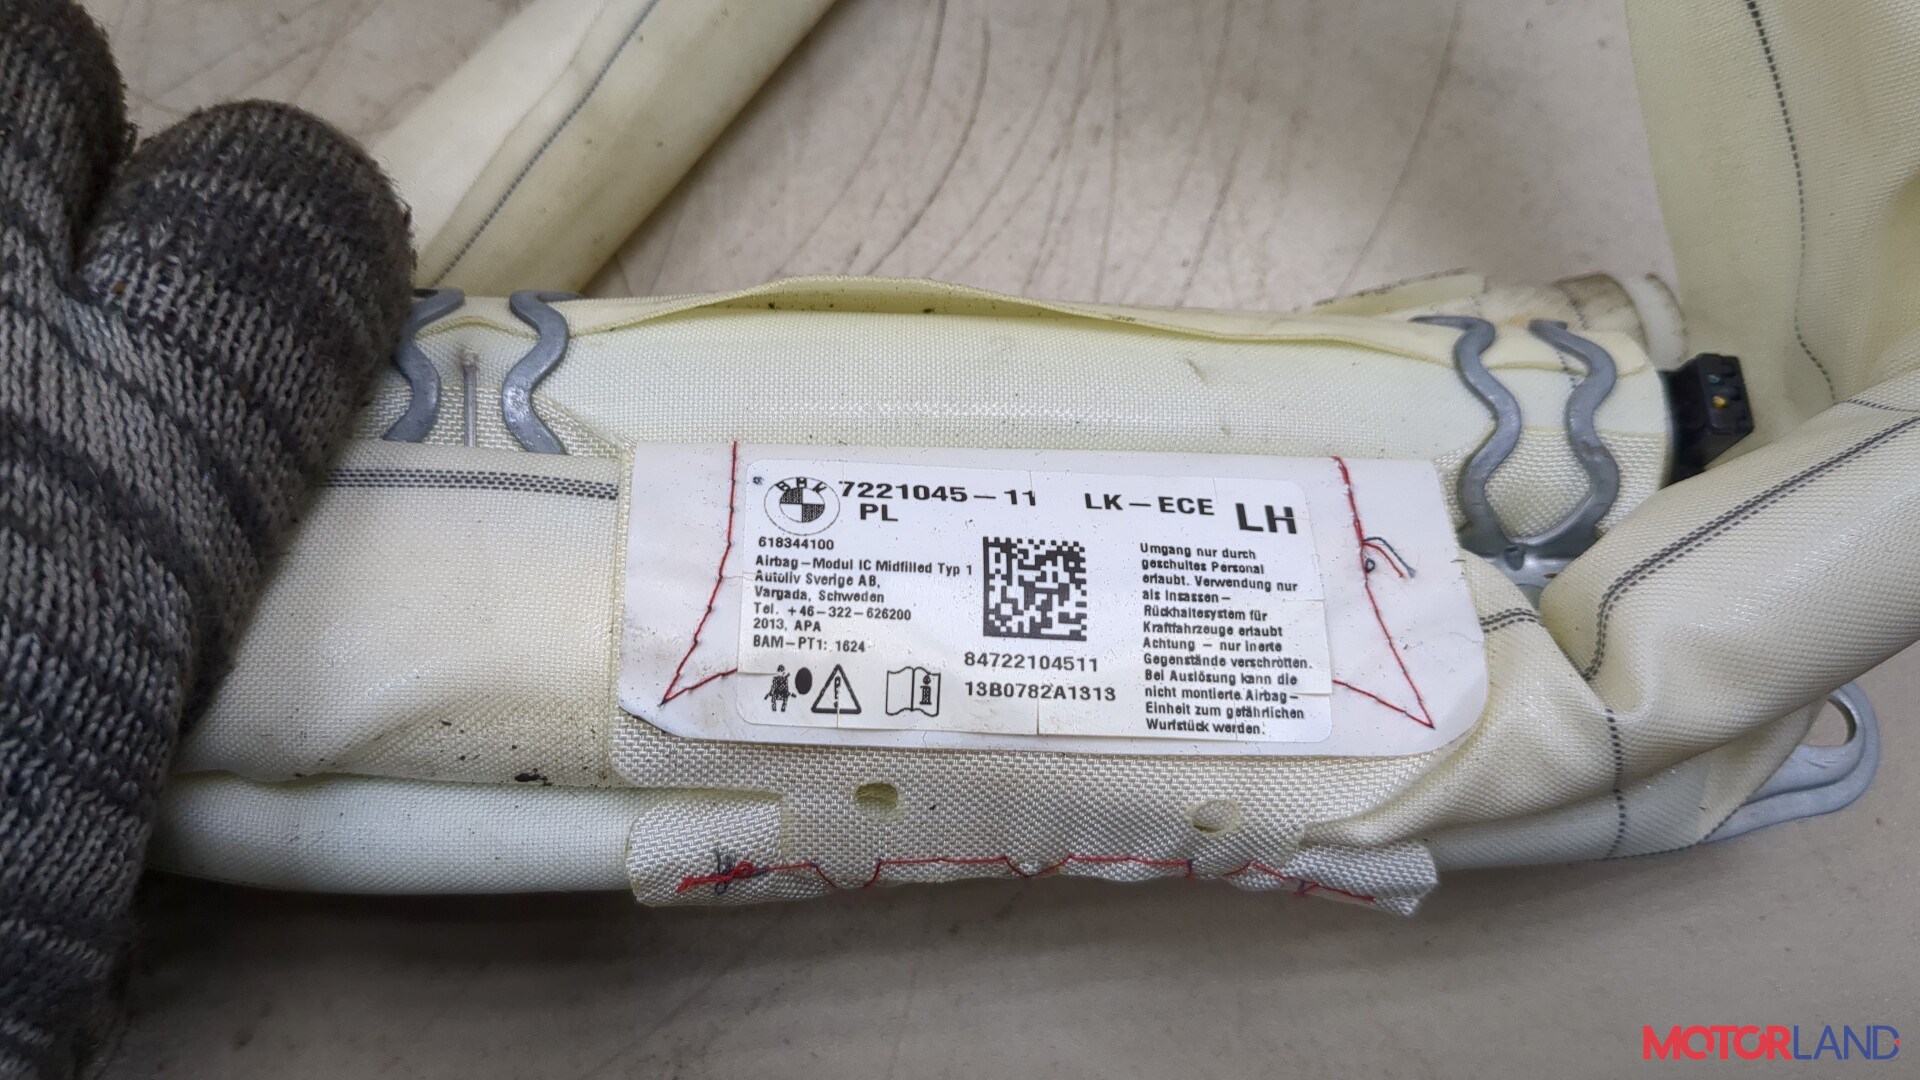 BMW
7221045-11 LK-ECE LH
PL
618344100
Airbag-Modul IC Midfilled Typ 1
Autoliv Sverige AB,
Vargada, Schweden
Tel. +46-322-626200
2013, APA
BAM-PT1: 1624
84722104511
13B0782A1313
Umgang nur durch
geschultes Personal
erlaubt. Verwendung nur
als Insassen-
Rückhaltesystem für
Kraftfahrzeuge erlaubt
Achtung - nur inerte
Gegenstände verschrotten.
Bei Auslösung kann die
nicht montierte Airbag-
Einheit zum gefährlichen
Wurfstück werden.
MOTORLAND